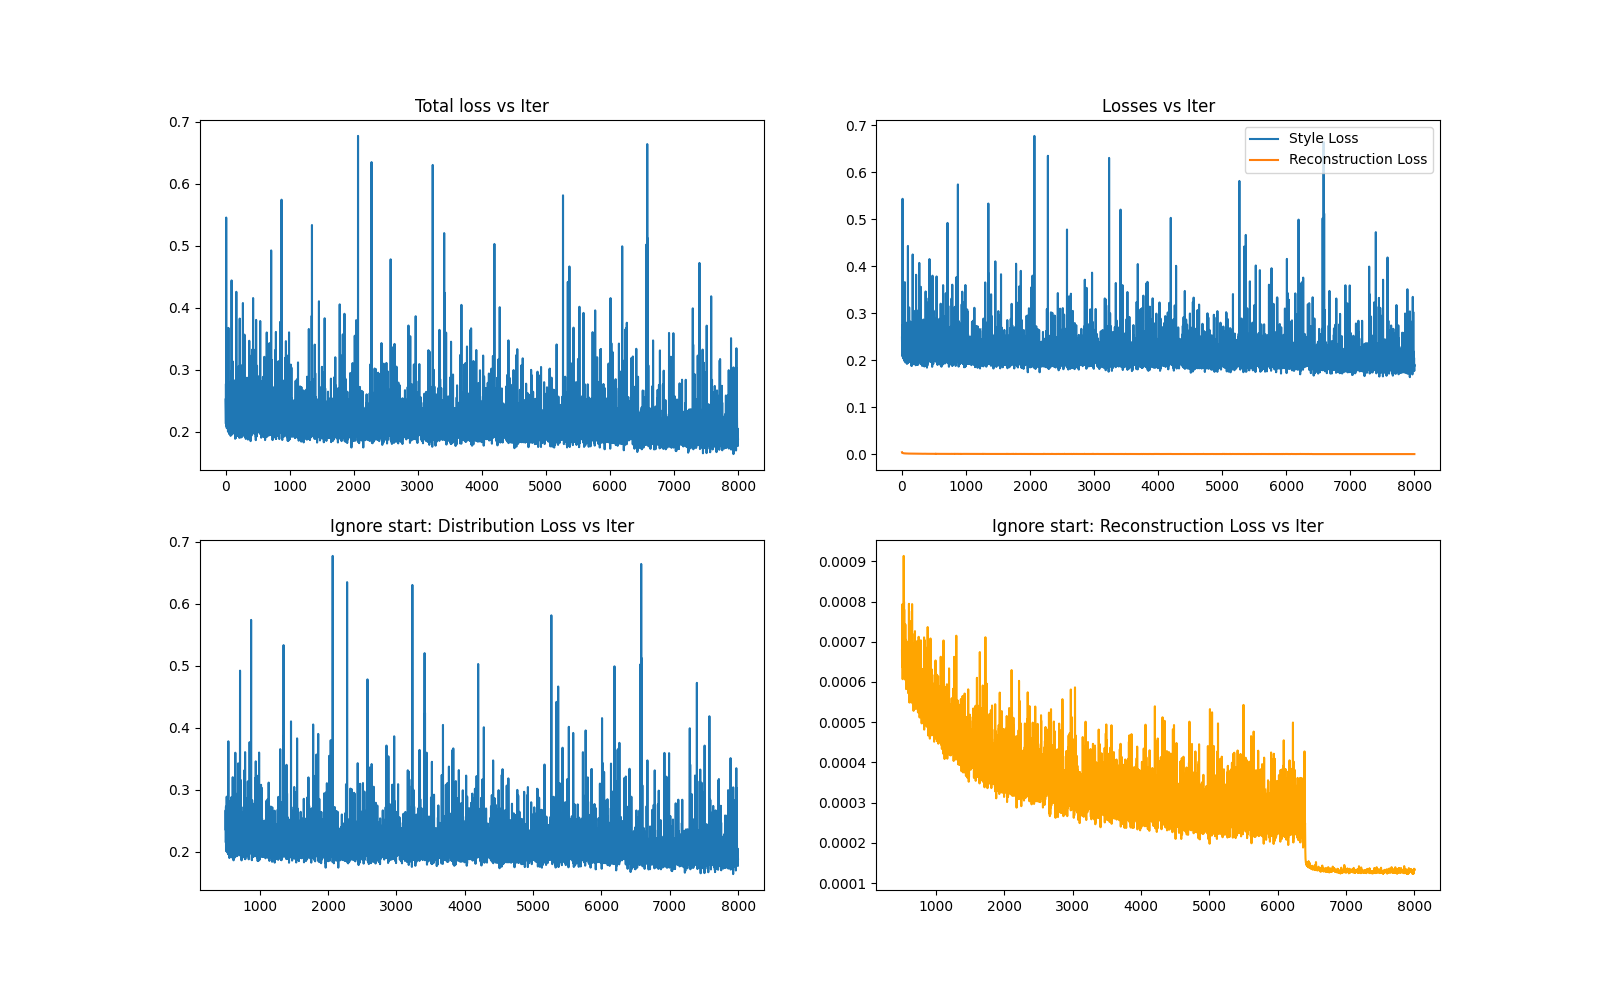 Total loss vs Iter
0.7
0.6
0.5
0.4
0.3
0.2
0 1000 2000 3000 4000 5000 6000 7000 8000
Losses vs Iter
0.7
0.6
0.5
0.4
0.3
0.2
0.1
0.0
Style Loss
Reconstruction Loss
0 1000 2000 3000 4000 5000 6000 7000 8000
Ignore start: Distribution Loss vs Iter
0.7
0.6
0.5
0.4
0.3
0.2
1000 2000 3000 4000 5000 6000 7000 8000
Ignore start: Reconstruction Loss vs Iter
0.0009
0.0008
0.0007
0.0006
0.0005
0.0004
0.0003
0.0002
0.0001
1000 2000 3000 4000 5000 6000 7000 8000